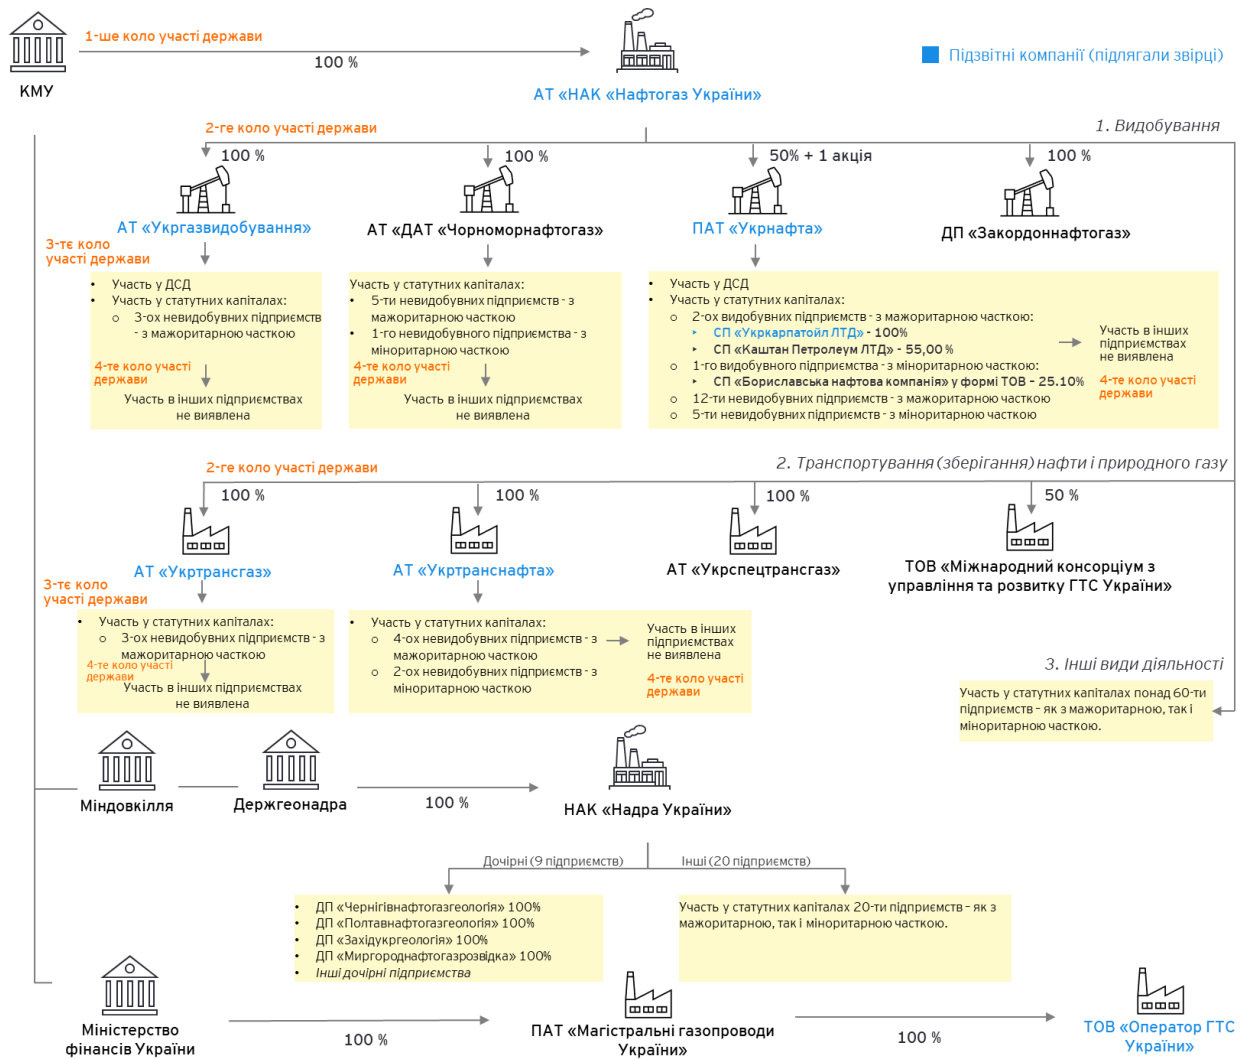 КМУ
1-ше коло участі держави
100 %
АТ «НАК «Нафтогаз України»
Підзвітні компанії (підлягали звірці)
2-ге коло участі держави
1. Видобування
100 %
100 %
50% + 1 акція
100 %
АТ «Укргазвидобування»
АТ «ДАТ «Чорноморнафтогаз»
ПАТ «Укрнафта»
ДП «Закордоннафтогаз»
3-тє коло
участі держави
• Участь у ДСД
• Участь у статутних капіталах:
o 3-ох невидобувних підприємств
- з мажоритарною часткою
4-те коло участі
держави
Участь в інших підприємствах
не виявлена
Участь у статутних капіталах:
• 5-ти невидобувних підприємств - з
мажоритарною часткою
• 1-го невидобувного підприємства - з
міноритарною часткою
4-те коло участі
держави
Участь в інших підприємствах
не виявлена
• Участь у ДСД
• Участь у статутних капіталах:
o 2-ох видобувних підприємств - з мажоритарною часткою:
‣ СП «Укркарпатойл ЛТД» - 100%
‣ СП «Каштан Петролеум ЛТД» - 55,00 %
o 1-го видобувного підприємства - з міноритарною часткою:
‣ СП «Бориславська нафтова компанія» у формі ТОВ – 25.10%
o 12-ти невидобувних підприємств - з мажоритарною часткою
o 5-ти невидобувних підприємств - з міноритарною часткою
Участь в інших
підприємствах
не виявлена
4-те коло участі
держави
2-ге коло участі держави
2. Транспортування (зберігання) нафти і природного газу
100 %
100 %
100 %
50 %
АТ «Укртрансгаз»
АТ «Укртранснафта»
АТ «Укрспецтрансгаз»
ТОВ «Міжнародний консорціум з
управління та розвитку ГТС України»
3-тє коло
участі держави
• Участь у статутних капіталах:
o 3-ох невидобувних підприємств - з
мажоритарною часткою
4-те коло участі
держави
Участь в інших підприємствах
не виявлена
• Участь у статутних капіталах:
o 4-ох невидобувних підприємств - з
мажоритарною часткою
o 2-ох невидобувних підприємств - з
міноритарною часткою
Участь в інших
підприємствах
не виявлена
4-те коло участі
держави
3. Інші види діяльності
Участь у статутних капіталах понад 60-ти
підприємств – як з мажоритарною, так і
міноритарною часткою.
Міндовкілля
Держгеонадра
100 %
НАК «Надра України»
Дочірні (9 підприємств)
Інші (20 підприємств)
• ДП «Чернігівнафтогазгеологія» 100%
• ДП «Полтавнафтогазгеологія» 100%
• ДП «Західукргеологія» 100%
• ДП «Миргороднафтогазрозвідка» 100%
• Інші дочірні підприємства
Участь у статутних капіталах 20-ти підприємств – як з
мажоритарною, так і міноритарною часткою.
Міністерство
фінансів України
100 %
ПАТ «Магістральні газопроводи
України»
100 %
ТОВ «Оператор ГТС
України»